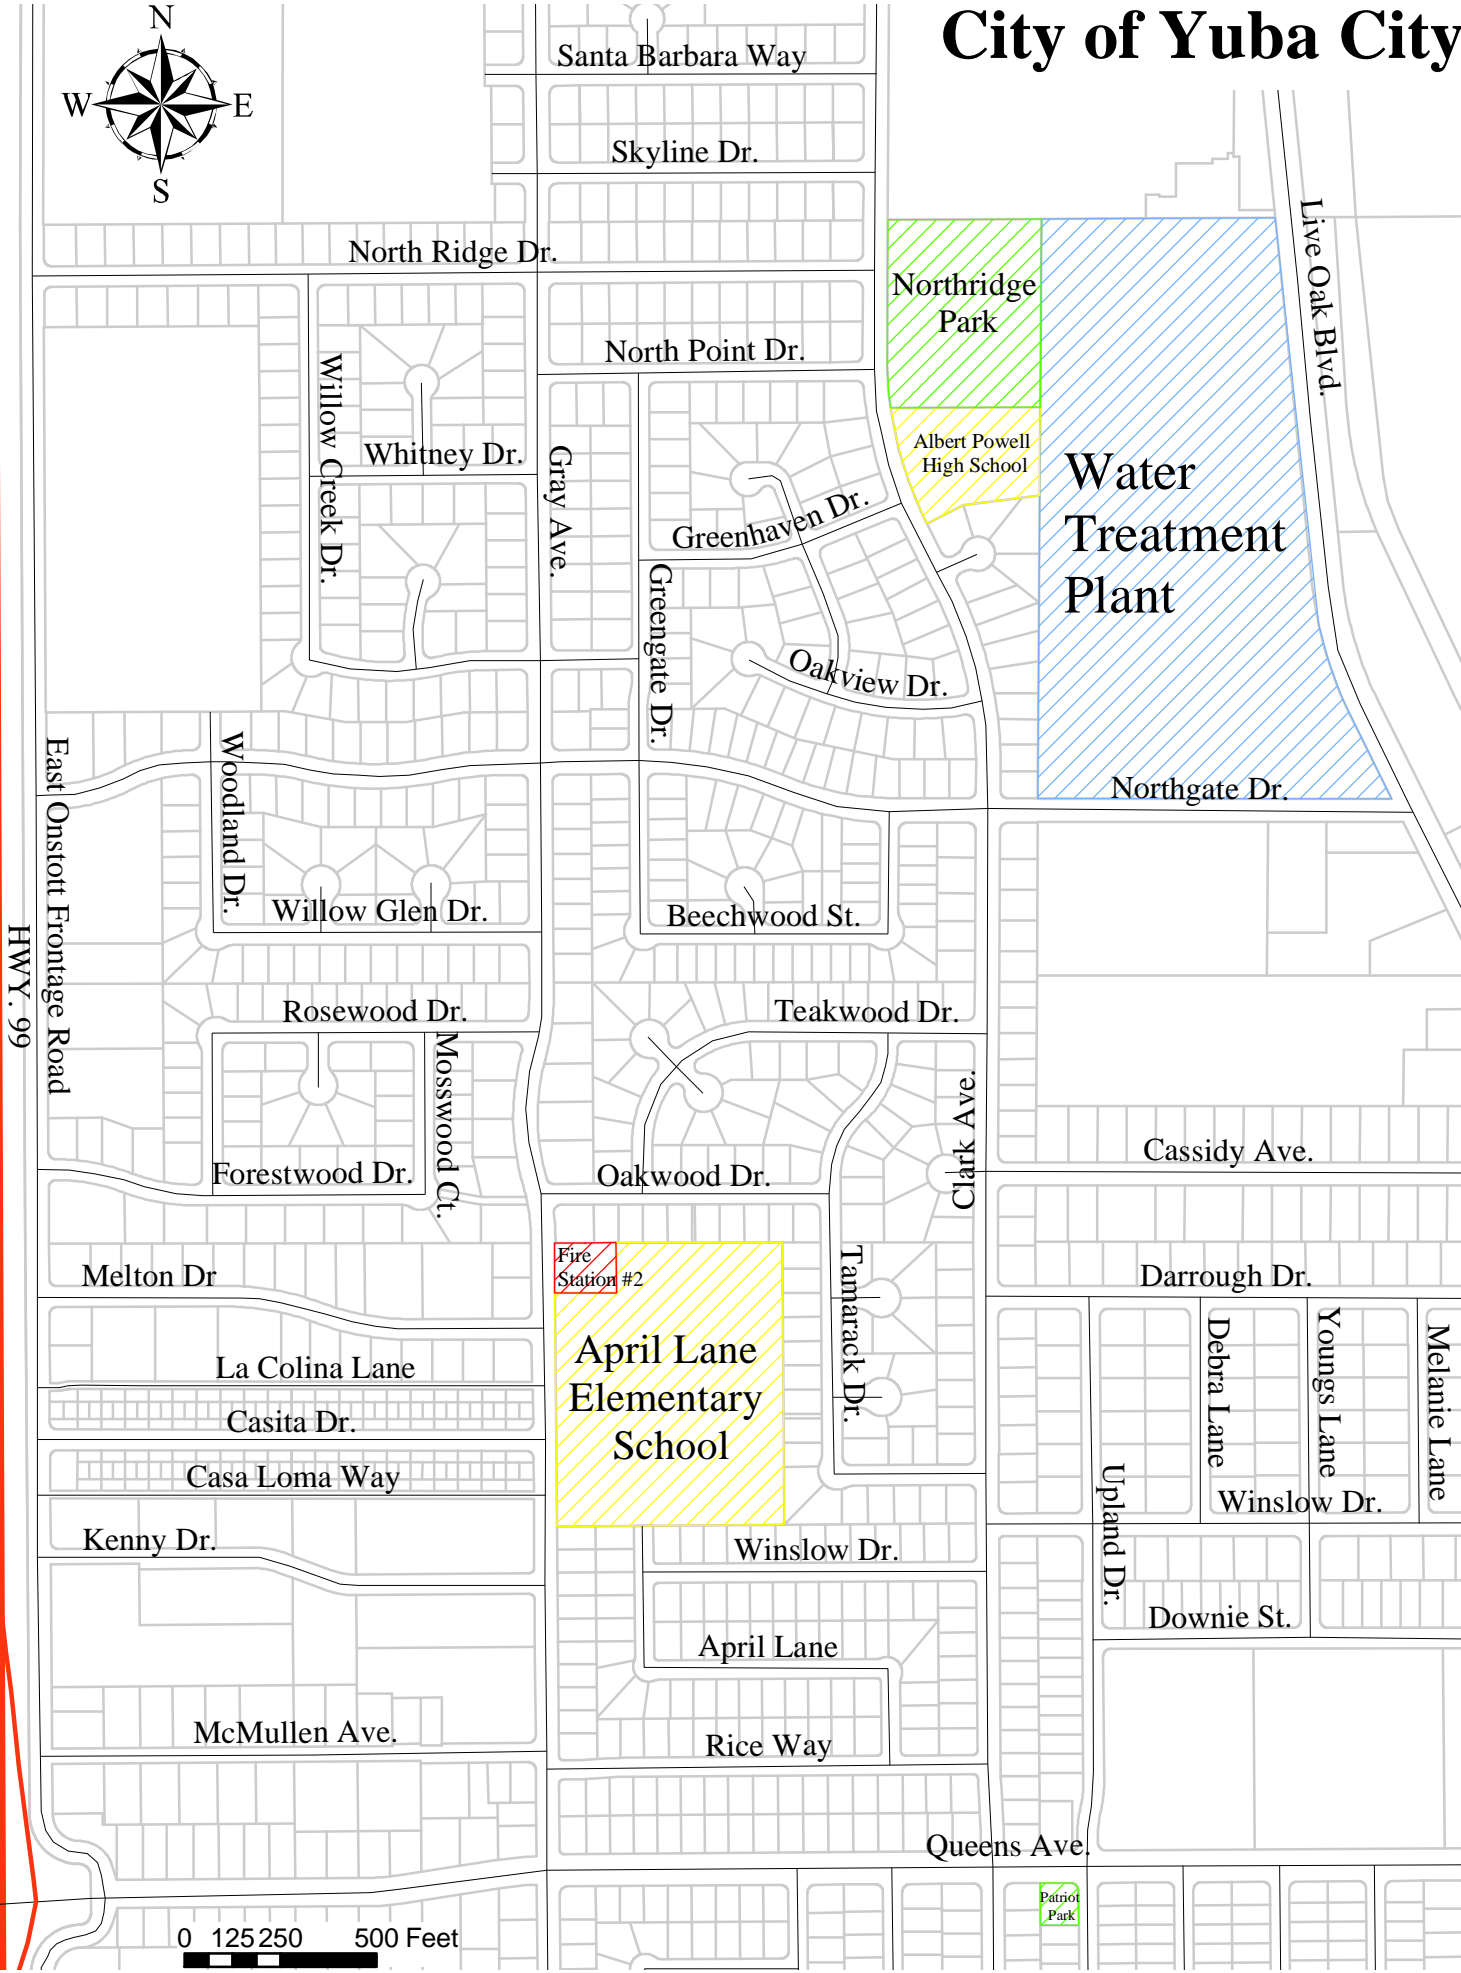 City of Yuba City
N
W
E
S
Santa Barbara Way
Skyline Dr.
North Ridge Dr.
Live Oak Blvd.
Northridge
Park
North Point Dr.
Willow Creek Dr.
Whitney Dr.
Gray Ave.
Albert Powell
High School
Water
Treatment
Plant
Greenhaven Dr.
Greengate Dr.
Oakview Dr.
Northgate Dr.
East Onstott Frontage Road
Woodland Dr.
Willow Glen Dr.
Beechwood St.
HWY. 99
Rosewood Dr.
Teakwood Dr.
Mosswood Ct.
Clark Ave.
Cassidy Ave.
Forestwood Dr.
Oakwood Dr.
Fire
Station #2
Melton Dr
Tamarack Dr.
Darrough Dr.
April Lane
Elementary
School
La Colina Lane
Casita Dr.
Casa Loma Way
Debra Lane
Youngs Lane
Melanie Lane
Upland Dr.
Winslow Dr.
Kenny Dr.
Winslow Dr.
Downie St.
April Lane
McMullen Ave.
Rice Way
Queens Ave.
Patriot
Park
0 125 250 500 Feet